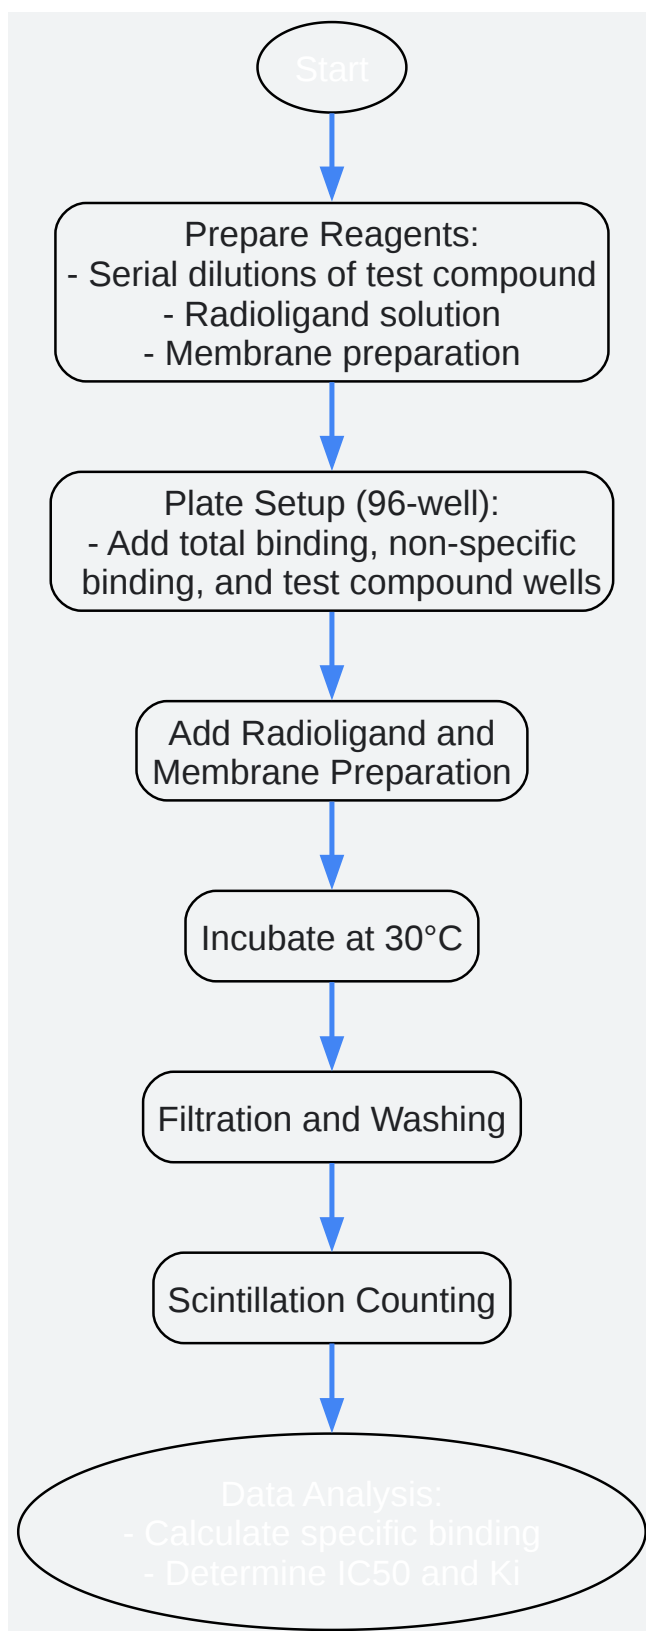 Start
Prepare Reagents:
- Serial dilutions of test compound
- Radioligand solution
- Membrane preparation
Plate Setup (96-well):
- Add total binding, non-specific
binding, and test compound wells
Add Radioligand and
Membrane Preparation
Incubate at 30°C
Filtration and Washing
Scintillation Counting
Data Analysis:
- Calculate specific binding
- Determine IC50 and Ki